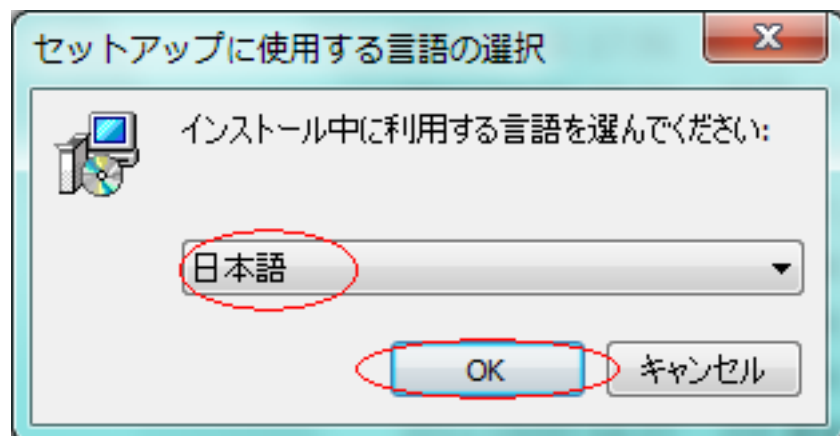 セットアップに使用する言語の選択
インストール中に利用する言語を選んでください:
日本語
OK キャンセル